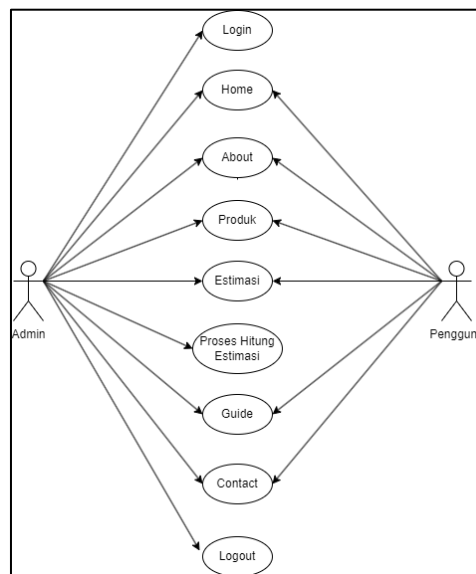 Login
Home
About
Produk
Estimasi
Admin
Proses Hitung
Estimasi
Guide
Contact
Logout